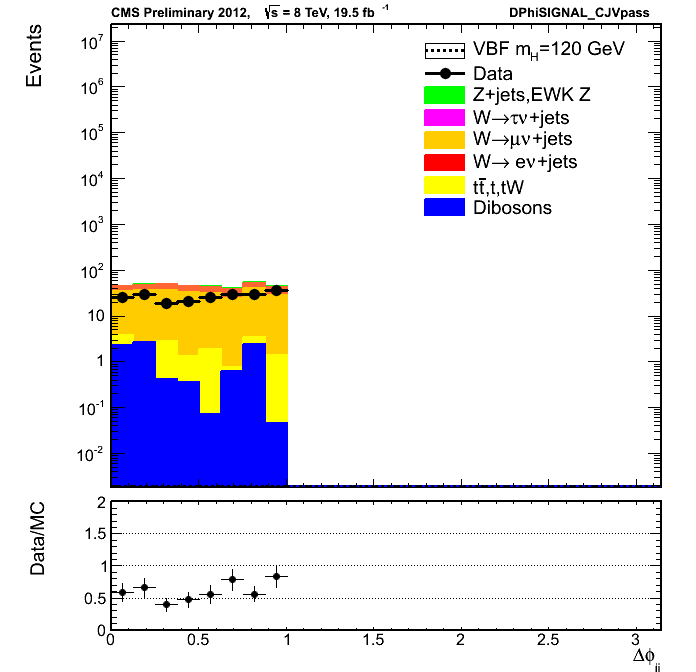 CMS Preliminary 2012, √s = 8 TeV, 19.5 fb⁻¹ DPhiSIGNAL_CJVpass
Events
10⁷
10⁶
10⁵
10⁴
10³
10²
10
1
10⁻¹
10⁻²
VBF m_H=120 GeV
Data
Z+jets,EWK Z
W→τν+jets
W→μν+jets
W→ eν+jets
tt̄,t,tW
Dibosons
Data/MC
2
1.5
1
0.5
0
0 0.5 1 1.5 2 2.5 3
Δϕ_jj